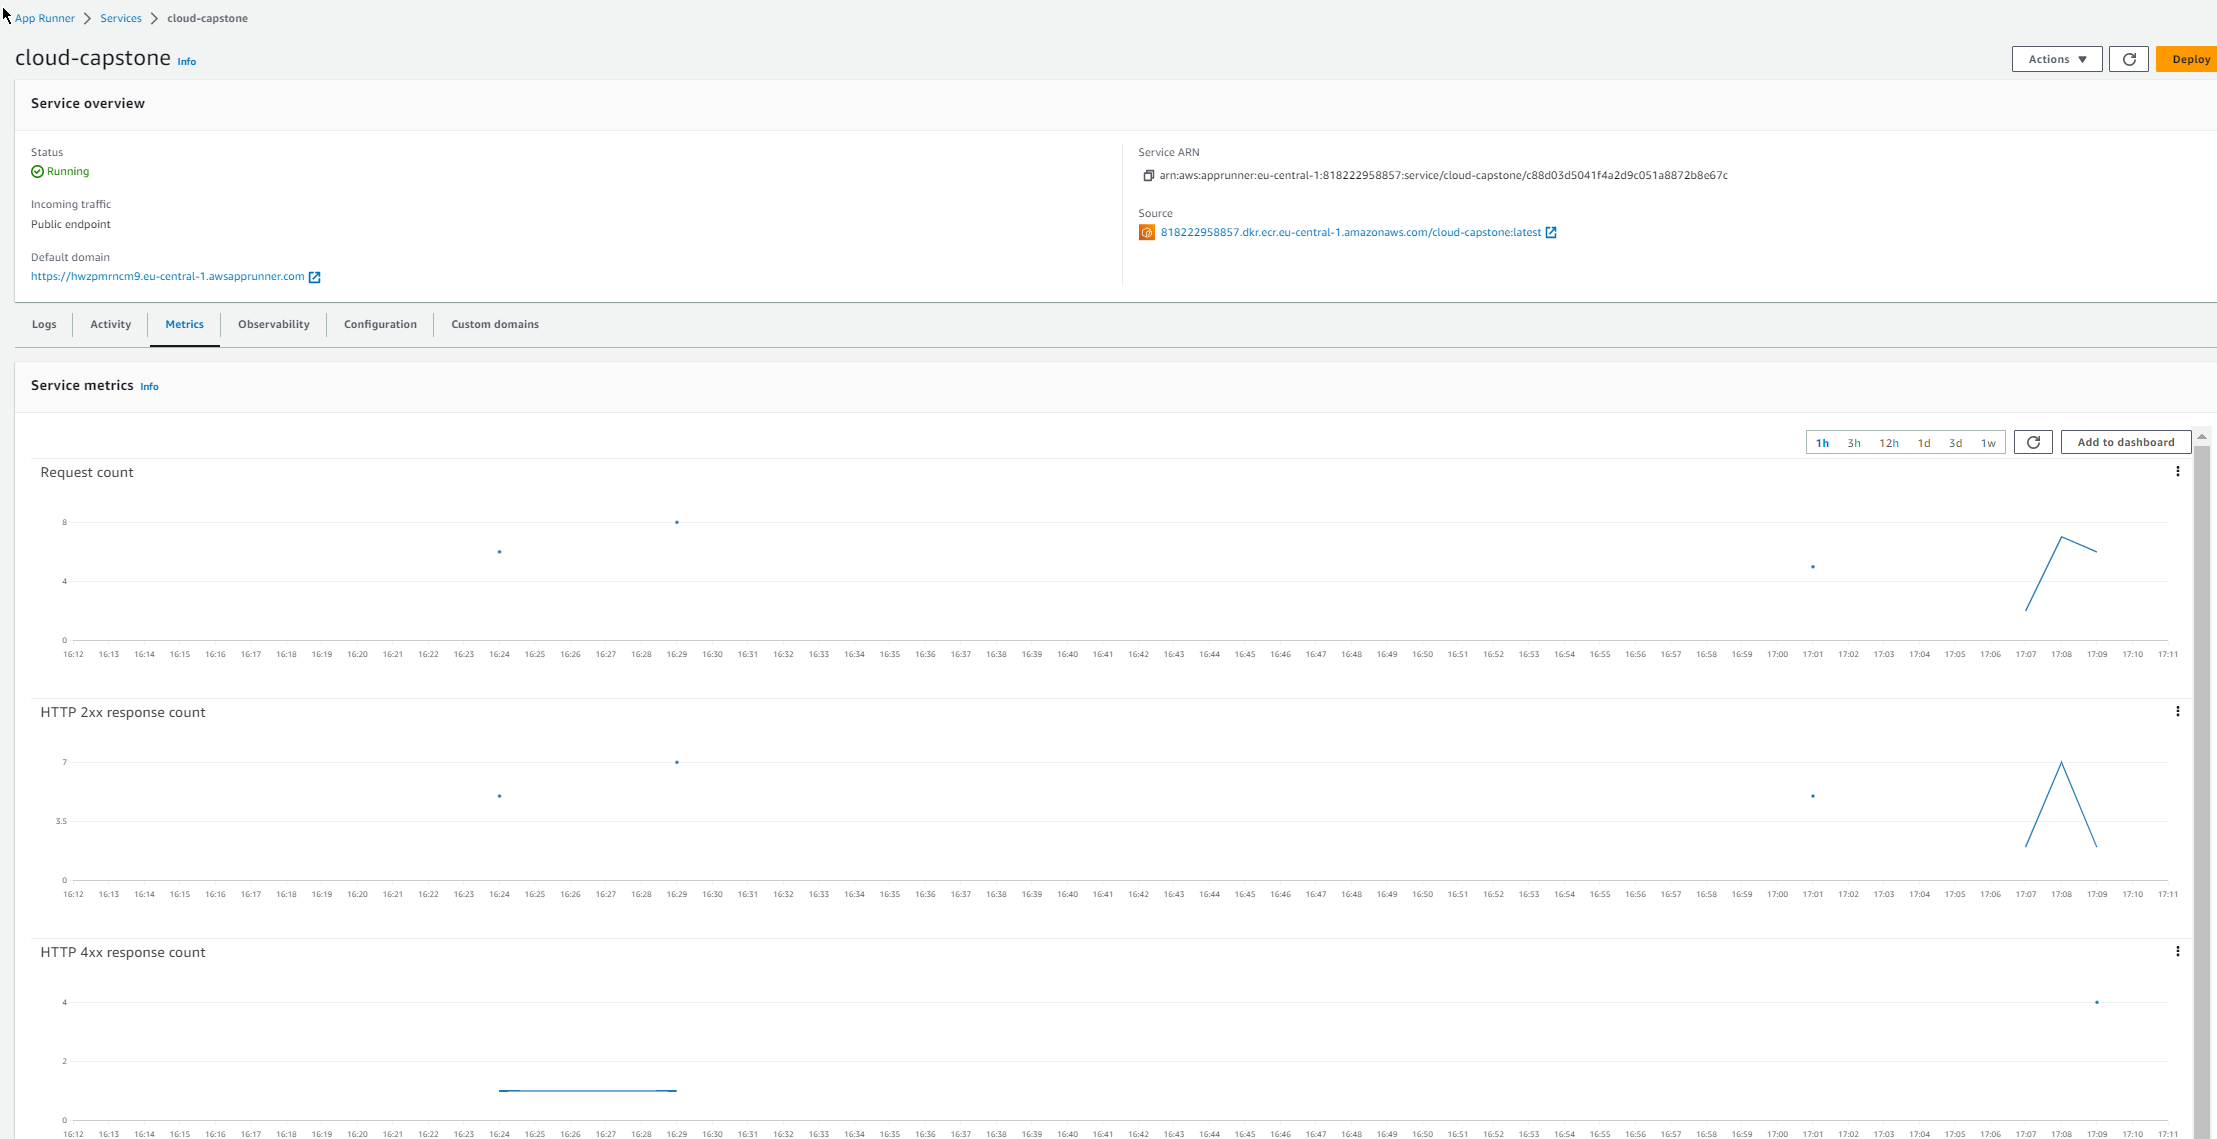 App Runner > Services > cloud-capstone
cloud-capstone Info
Actions ▼
Deploy
Service overview
Status
Running
Incoming traffic
Public endpoint
Default domain
https://hwzpmrncm9.eu-central-1.awsapprunner.com
Service ARN
arn:aws:apprunner:eu-central-1:818222958857:service/cloud-capstone/c88d03d5041f4a2d9c051a8872b8e67c
Source
818222958857.dkr.ecr.eu-central-1.amazonaws.com/cloud-capstone:latest
Logs Activity Metrics Observability Configuration Custom domains
Service metrics Info
1h 3h 12h 1d 3d 1w Add to dashboard
Request count
8
4
0
16:12 16:13 16:14 16:15 16:16 16:17 16:18 16:19 16:20 16:21 16:22 16:23 16:24 16:25 16:26 16:27 16:28 16:29 16:30 16:31 16:32 16:33 16:34 16:35 16:36 16:37 16:38 16:39 16:40 16:41 16:42 16:43 16:44 16:45 16:46 16:47 16:48 16:49 16:50 16:51 16:52 16:53 16:54 16:55 16:56 16:57 16:58 16:59 17:00 17:01 17:02 17:03 17:04 17:05 17:06 17:07 17:08 17:09 17:10 17:11
HTTP 2xx response count
7
3.5
0
16:12 16:13 16:14 16:15 16:16 16:17 16:18 16:19 16:20 16:21 16:22 16:23 16:24 16:25 16:26 16:27 16:28 16:29 16:30 16:31 16:32 16:33 16:34 16:35 16:36 16:37 16:38 16:39 16:40 16:41 16:42 16:43 16:44 16:45 16:46 16:47 16:48 16:49 16:50 16:51 16:52 16:53 16:54 16:55 16:56 16:57 16:58 16:59 17:00 17:01 17:02 17:03 17:04 17:05 17:06 17:07 17:08 17:09 17:10 17:11
HTTP 4xx response count
4
2
0
16:12 16:13 16:14 16:15 16:16 16:17 16:18 16:19 16:20 16:21 16:22 16:23 16:24 16:25 16:26 16:27 16:28 16:29 16:30 16:31 16:32 16:33 16:34 16:35 16:36 16:37 16:38 16:39 16:40 16:41 16:42 16:43 16:44 16:45 16:46 16:47 16:48 16:49 16:50 16:51 16:52 16:53 16:54 16:55 16:56 16:57 16:58 16:59 17:00 17:01 17:02 17:03 17:04 17:05 17:06 17:07 17:08 17:09 17:10 17:11